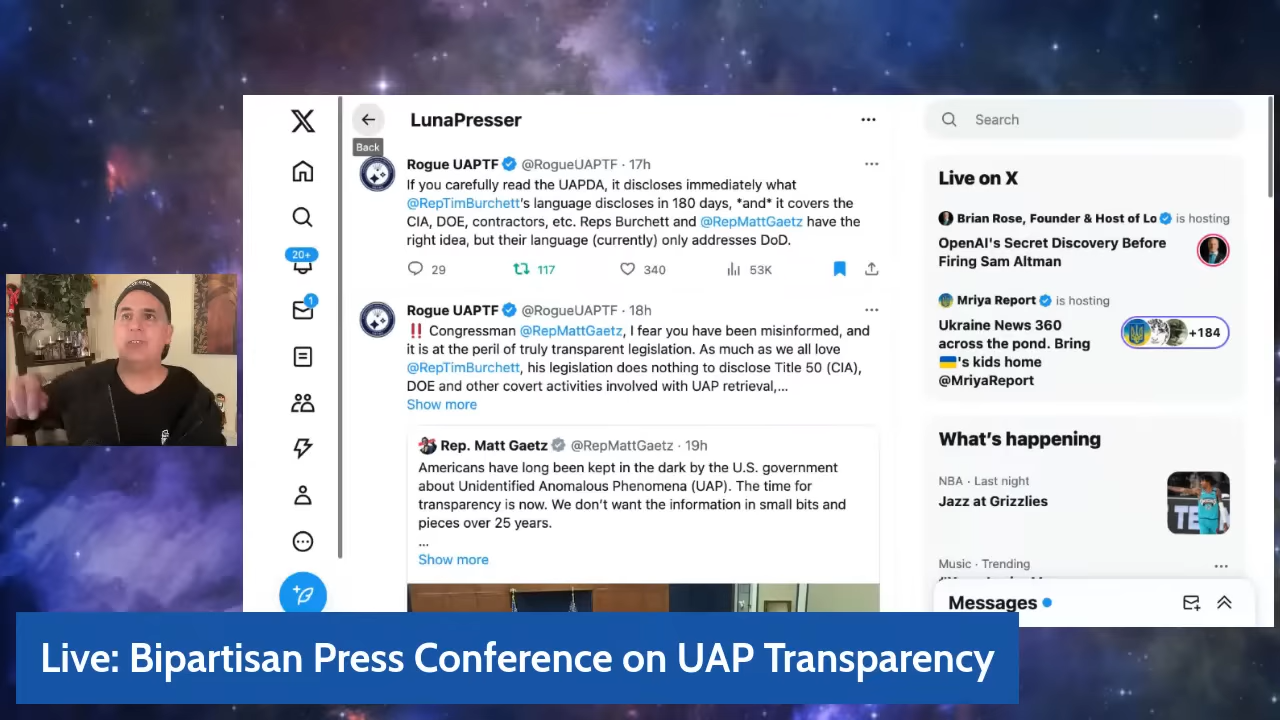 LunaPresser
Back
Rogue UAPTF @RogueUAPTF · 17h
If you carefully read the UAPDA, it discloses immediately what
@RepTimBurchett's language discloses in 180 days, *and* it covers the
CIA, DOE, contractors, etc. Reps Burchett and @RepMattGaetz have the
right idea, but their language (currently) only addresses DoD.
29 117 340 53K
Rogue UAPTF @RogueUAPTF · 18h
‼️ Congressman @RepMattGaetz, I fear you have been misinformed, and
it is at the peril of truly transparent legislation. As much as we all love
@RepTimBurchett, his legislation does nothing to disclose Title 50 (CIA),
DOE and other covert activities involved with UAP retrieval,...
Show more
Rep. Matt Gaetz @RepMattGaetz · 19h
Americans have long been kept in the dark by the U.S. government
about Unidentified Anomalous Phenomena (UAP). The time for
transparency is now. We don't want the information in small bits and
pieces over 25 years.
...
Show more
20+
1
Search
Live on X
Brian Rose, Founder & Host of Lo is hosting
OpenAI's Secret Discovery Before
Firing Sam Altman
Mriya Report is hosting
Ukraine News 360
across the pond. Bring
🇺🇦's kids home
@MriyaReport
+184
What's happening
NBA · Last night
Jazz at Grizzlies
TE
Music · Trending
Messages
Live: Bipartisan Press Conference on UAP Transparency